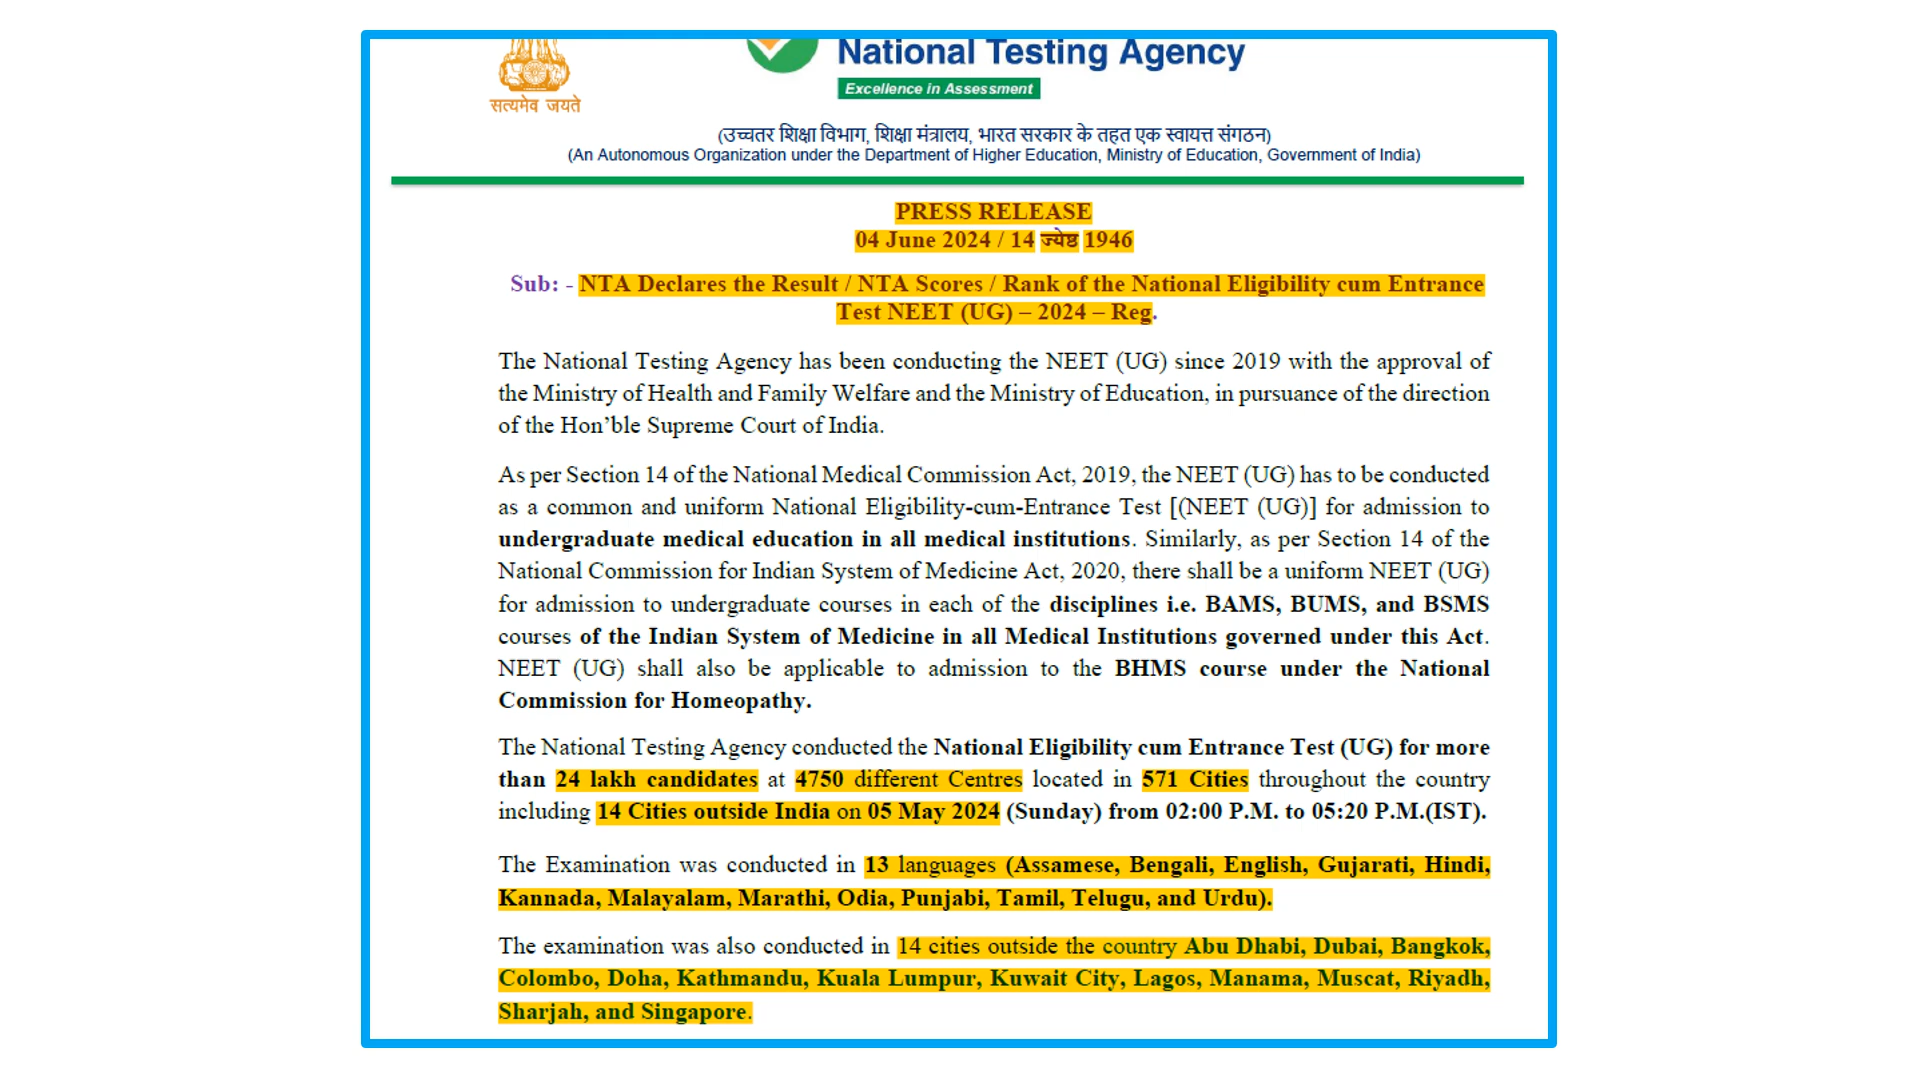 सत्यमेव जयते
National Testing Agency
Excellence in Assessment
(उच्चतर शिक्षा विभाग, शिक्षा मंत्रालय, भारत सरकार के तहत एक स्वायत्त संगठन)
(An Autonomous Organization under the Department of Higher Education, Ministry of Education, Government of India)
PRESS RELEASE
04 June 2024 / 14 ज्येष्ठ 1946
Sub: - NTA Declares the Result / NTA Scores / Rank of the National Eligibility cum Entrance
Test NEET (UG) – 2024 – Reg.
The National Testing Agency has been conducting the NEET (UG) since 2019 with the approval of
the Ministry of Health and Family Welfare and the Ministry of Education, in pursuance of the direction
of the Hon’ble Supreme Court of India.
As per Section 14 of the National Medical Commission Act, 2019, the NEET (UG) has to be conducted
as a common and uniform National Eligibility-cum-Entrance Test [(NEET (UG)] for admission to
undergraduate medical education in all medical institutions. Similarly, as per Section 14 of the
National Commission for Indian System of Medicine Act, 2020, there shall be a uniform NEET (UG)
for admission to undergraduate courses in each of the disciplines i.e. BAMS, BUMS, and BSMS
courses of the Indian System of Medicine in all Medical Institutions governed under this Act.
NEET (UG) shall also be applicable to admission to the BHMS course under the National
Commission for Homeopathy.
The National Testing Agency conducted the National Eligibility cum Entrance Test (UG) for more
than 24 lakh candidates at 4750 different Centres located in 571 Cities throughout the country
including 14 Cities outside India on 05 May 2024 (Sunday) from 02:00 P.M. to 05:20 P.M.(IST).
The Examination was conducted in 13 languages (Assamese, Bengali, English, Gujarati, Hindi,
Kannada, Malayalam, Marathi, Odia, Punjabi, Tamil, Telugu, and Urdu).
The examination was also conducted in 14 cities outside the country Abu Dhabi, Dubai, Bangkok,
Colombo, Doha, Kathmandu, Kuala Lumpur, Kuwait City, Lagos, Manama, Muscat, Riyadh,
Sharjah, and Singapore.